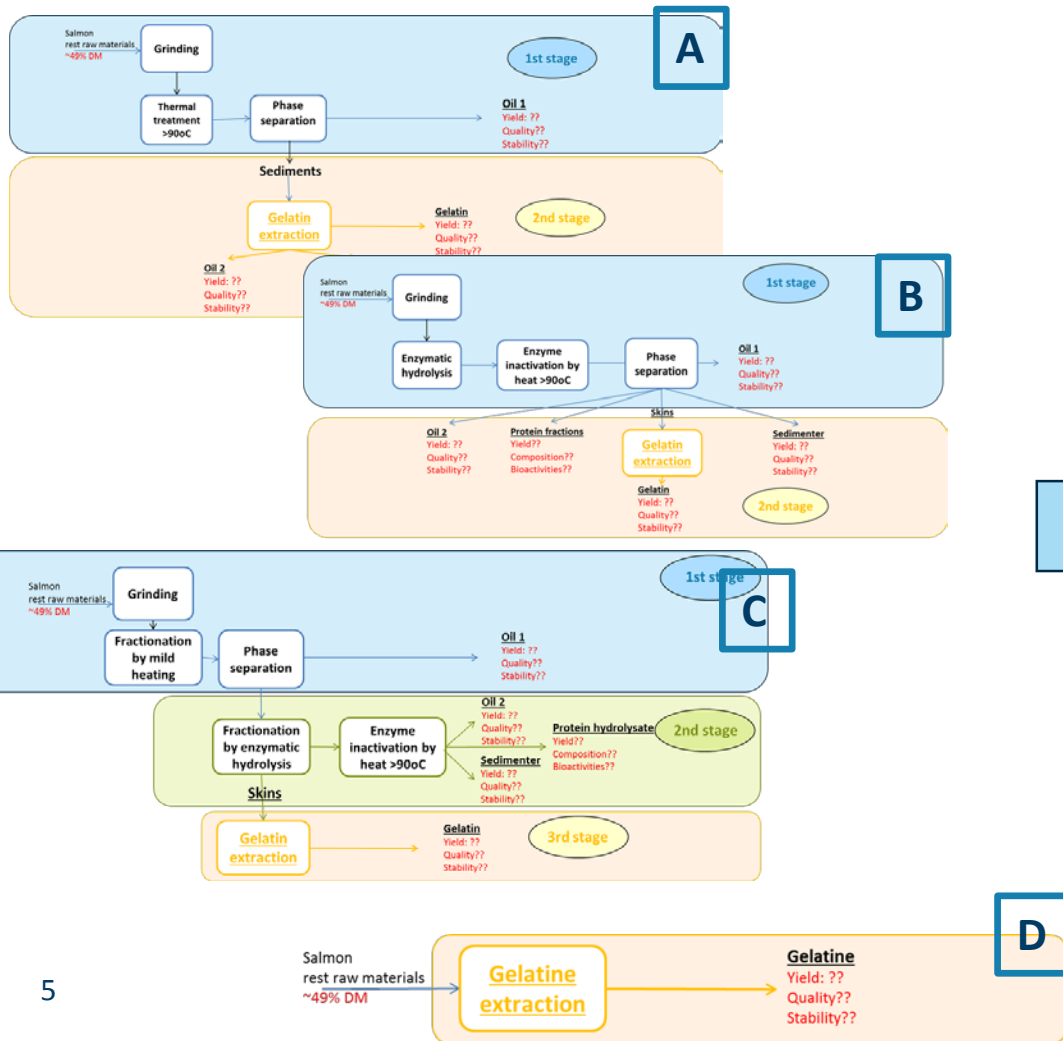 A
Salmon
rest raw materials
~49% DM
Grinding
1st stage
Thermal
treatment
>90oC
Phase
separation
Oil 1
Yield: ??
Quality??
Stability??
Sediments
Gelatin
extraction
Gelatin
Yield: ??
Quality??
Stability??
2nd stage
Oil 2
Yield: ??
Quality??
Stability??
B
Salmon
rest raw materials
~49% DM
Grinding
1st stage
Enzymatic
hydrolysis
Enzyme
inactivation by
heat >90oC
Phase
separation
Oil 1
Yield: ??
Quality??
Stability??
Oil 2
Yield: ??
Quality??
Stability??
Protein fractions
Yield??
Composition??
Bioactivities??
Skins
Gelatin
extraction
Gelatin
Yield: ??
Quality??
Stability??
Sedimenter
Yield: ??
Quality??
Stability??
2nd stage
C
Salmon
rest raw materials
~49% DM
Grinding
1st stage
Fractionation
by mild
heating
Phase
separation
Oil 1
Yield: ??
Quality??
Stability??
Fractionation
by enzymatic
hydrolysis
Enzyme
inactivation by
heat >90oC
Oil 2
Yield: ??
Quality??
Stability??
Protein hydrolysate
Yield??
Composition??
Bioactivities??
2nd stage
Sedimenter
Yield: ??
Quality??
Stability??
Skins
Gelatin
extraction
Gelatin
Yield: ??
Quality??
Stability??
3rd stage
D
Salmon
rest raw materials
~49% DM
Gelatine
extraction
Gelatine
Yield: ??
Quality??
Stability??
5